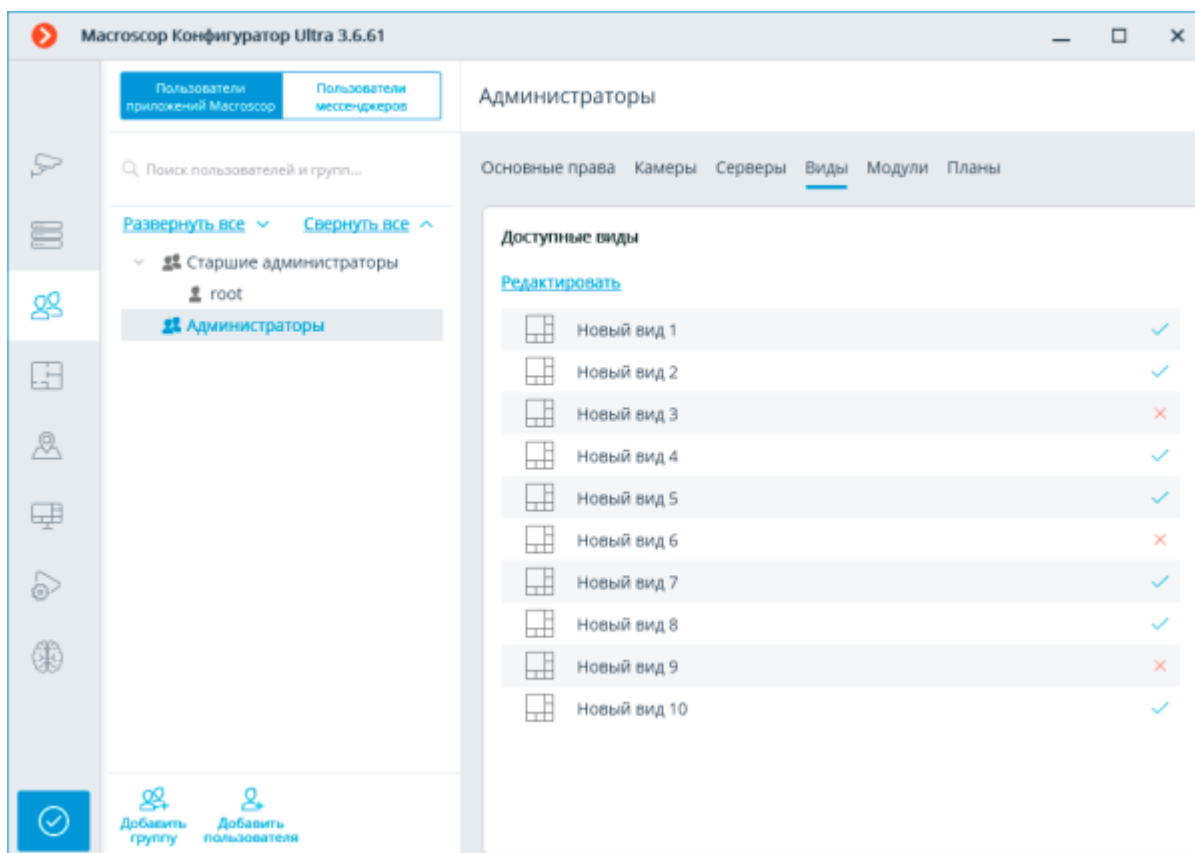 Macroscop Конфигуратор Ultra 3.6.61
Пользователи
приложений Macroscop
Пользователи
мессенджеров
Поиск пользователей и групп...
Развернуть все
Свернуть все
Старшие администраторы
root
Администраторы
Добавить
группу
Добавить
пользователя
Администраторы
Основные права Камеры Серверы Виды Модули Планы
Доступные виды
Редактировать
Новый вид 1
Новый вид 2
Новый вид 3
Новый вид 4
Новый вид 5
Новый вид 6
Новый вид 7
Новый вид 8
Новый вид 9
Новый вид 10